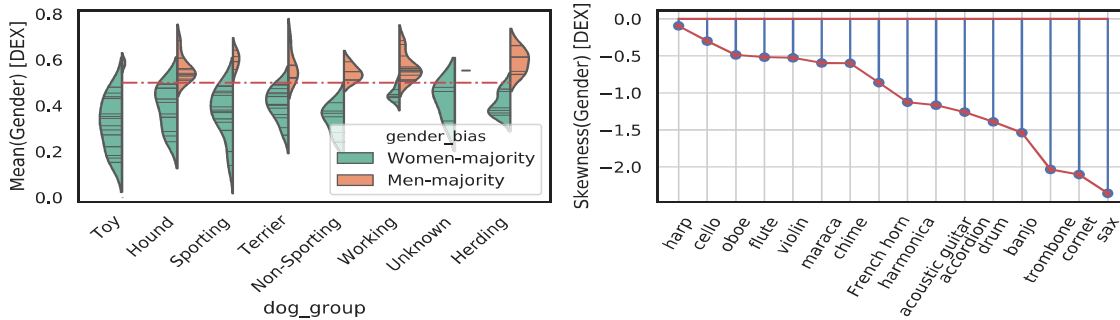 Mean(Gender) [DEX]
0.8
0.6
0.4
0.2
0.0
gender_bias
Women-majority
Men-majority
Toy
Hound
Sporting
Terrier
Non-Sporting
Working
Unknown
Herding
dog_group
Skewness(Gender) [DEX]
0.0
−0.5
−1.0
−1.5
−2.0
harp
cello
oboe
flute
violin
maraca
chime
French horn
harmonica
acoustic guitar
accordion
drum
banjo
trombone
cornet
sax